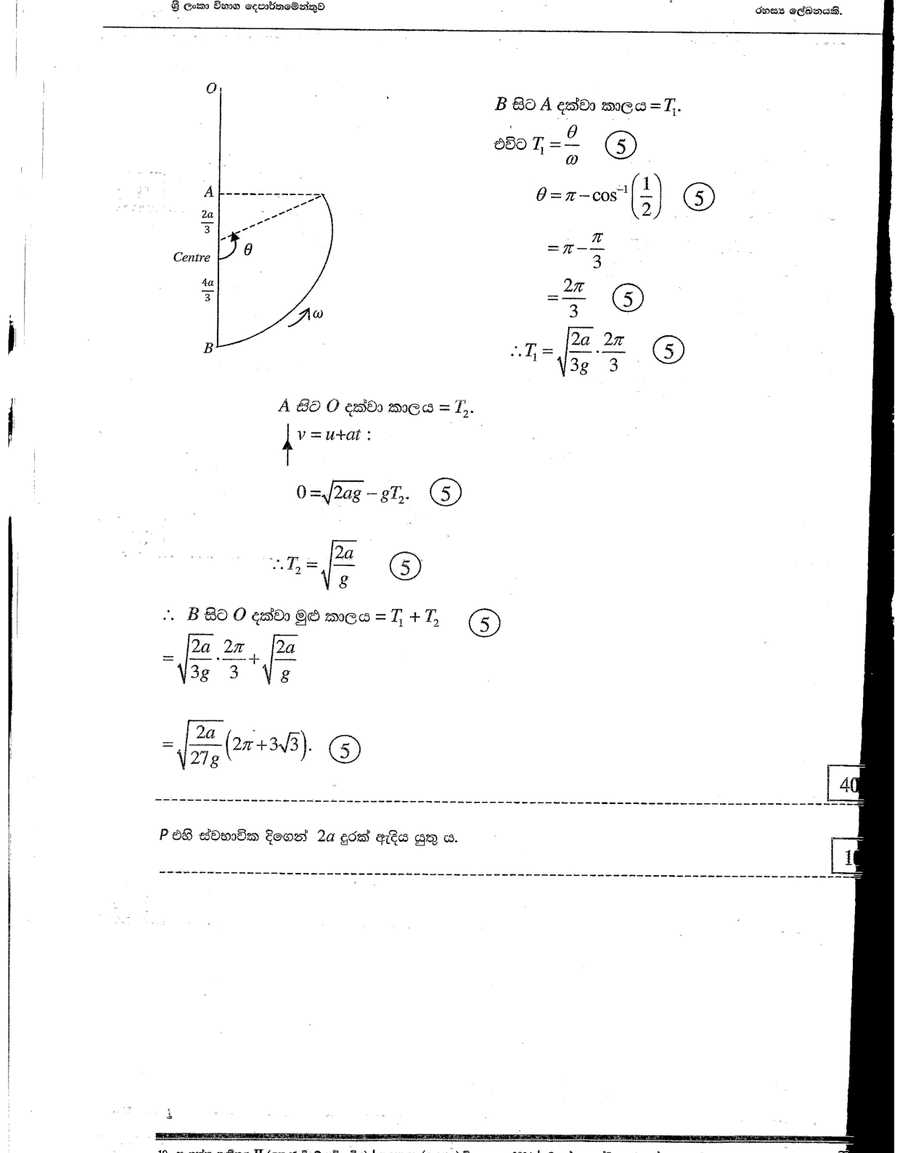 ශ්‍රී ලංකා විභාග දෙපාර්තමේන්තුව
රහස්‍ය ලේඛනයකි.
O
A
2a/3
Centre
θ
4a/3
ω
B
B සිට A දක්වා කාලය = T₁.
එවිට T₁ = θ/ω (5)
θ = π − cos⁻¹(1/2) (5)
= π − π/3
= 2π/3 (5)
∴ T₁ = √(2a/3g) · 2π/3 (5)
A සිට O දක්වා කාලය = T₂.
v = u+at :
0 = √2ag − gT₂. (5)
∴ T₂ = √(2a/g) (5)
∴ B සිට O දක්වා මුළු කාලය = T₁ + T₂ (5)
= √(2a/3g) · 2π/3 + √(2a/g)
= √(2a/27g) (2π + 3√3). (5)
40
P එහි ස්වභාවික දිගෙන් 2a දුරක් ඇදිය යුතු ය.